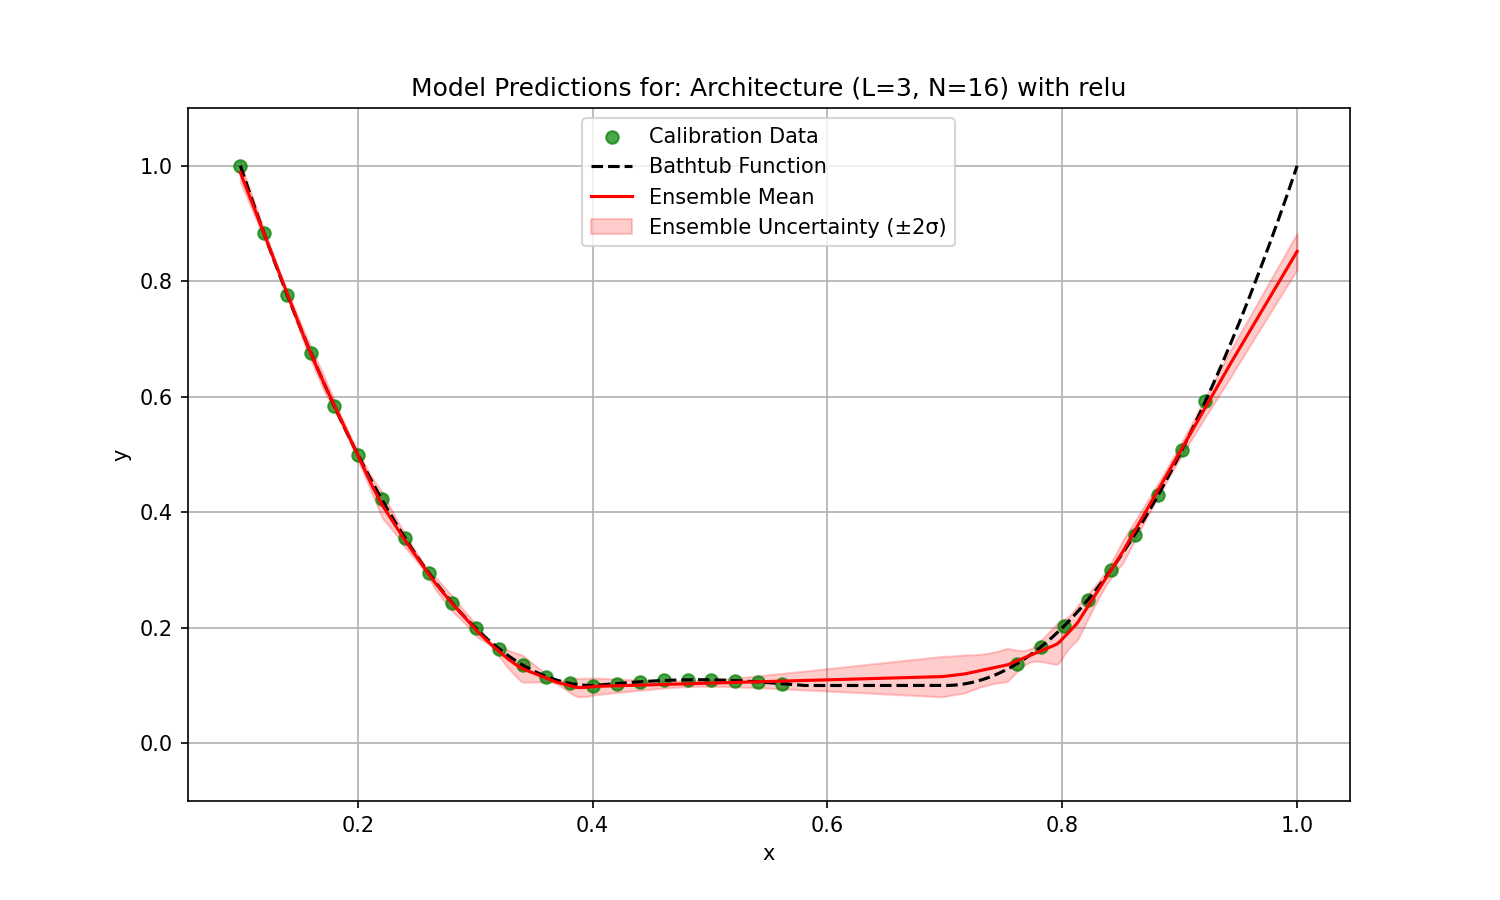 Model Predictions for: Architecture (L=3, N=16) with relu
Calibration Data
Bathtub Function
Ensemble Mean
Ensemble Uncertainty (±2σ)
1.0
0.8
0.6
0.4
0.2
0.0
y
0.2 0.4 0.6 0.8 1.0
x